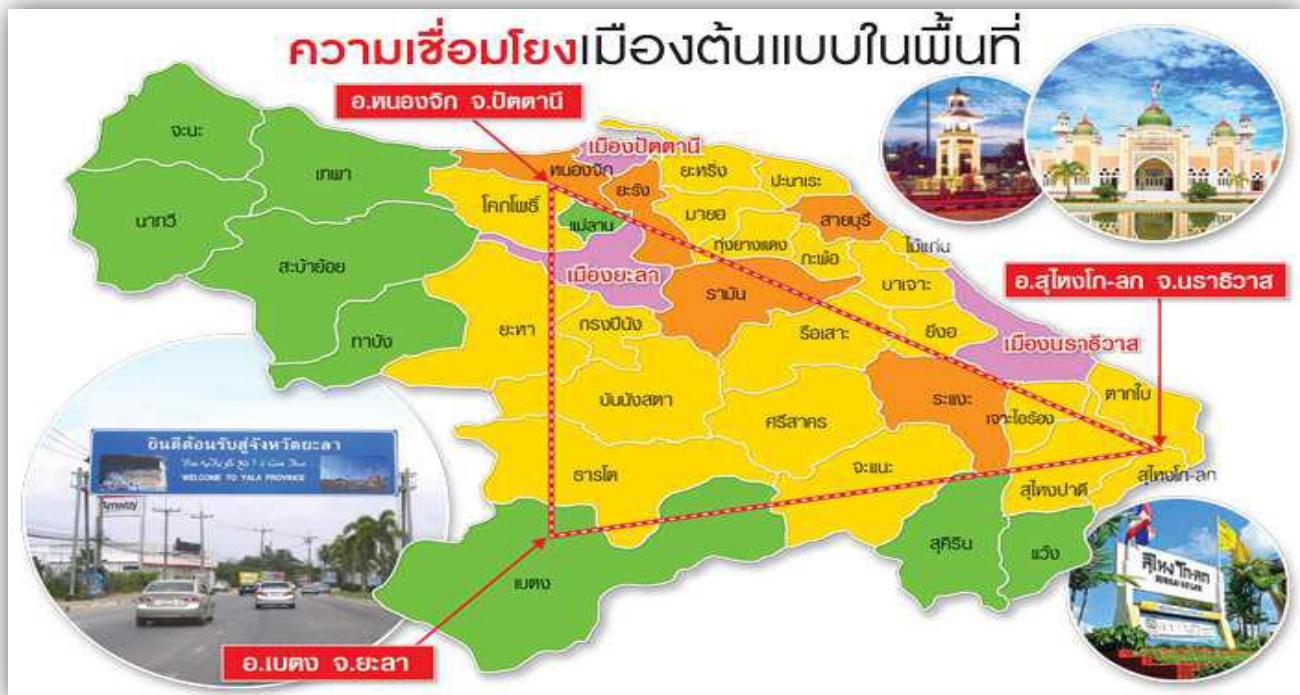 ความเชื่อมโยงเมืองต้นแบบในพื้นที่
อ.หนองจิก จ.ปัตตานี
จะนะ
เทพา
นาทวี
สะบ้าย้อย
กาบัง
เมืองปัตตานี
หนองจิก
ยะหริ่ง
ปะนาเระ
โคกโพธิ์
ยะรัง
แม่ลาน
มายอ
สายบุรี
ทุ่งยางแดง
กะพ้อ
ไม้แก่น
เมืองยะลา
รามัน
บาเจาะ
อ.สุไหงโก-ลก จ.นราธิวาส
ยะหา
กรงปินัง
รือเสาะ
ยี่งอ
เมืองนราธิวาส
บันนังสตา
ศรีสาคร
ระแงะ
เจาะไอร้อง
ตากใบ
ธารโต
จะแนะ
สุไหงปาดี
สุไหงโก-ลก
เบตง
สุคิริน
แว้ง
อ.เบตง จ.ยะลา
ยินดีต้อนรับสู่จังหวัดยะลา
WELCOME TO YALA PROVINCE
Amway
สุไหงโก-ลก